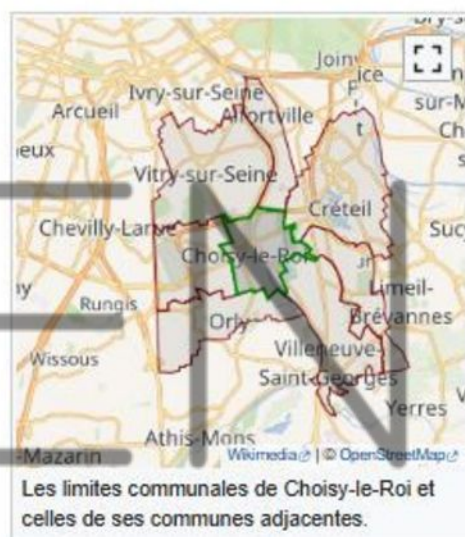 Ivry-sur-Seine
Arcueil
Alfortville
Vitry-sur-Seine
Créteil
Chevilly-Larue
Choisy-le-Roi
Limeil-
Brévannes
Rungis
Orly
Wissous
Villeneuve-
Saint-Georges
Yerres
Athis-Mons
-Mazarin
Wikimedia | © OpenStreetMap
Les limites communales de Choisy-le-Roi et
celles de ses communes adjacentes.